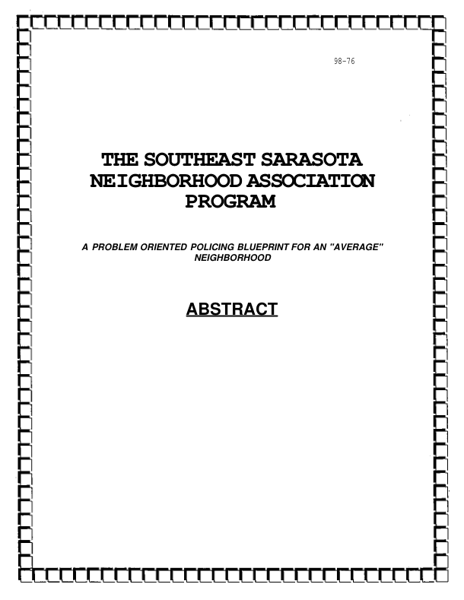 98-76
THE SOUTHEAST SARASOTA
NEIGHBORHOOD ASSOCIATION
PROGRAM
A PROBLEM ORIENTED POLICING BLUEPRINT FOR AN "AVERAGE"
NEIGHBORHOOD
ABSTRACT